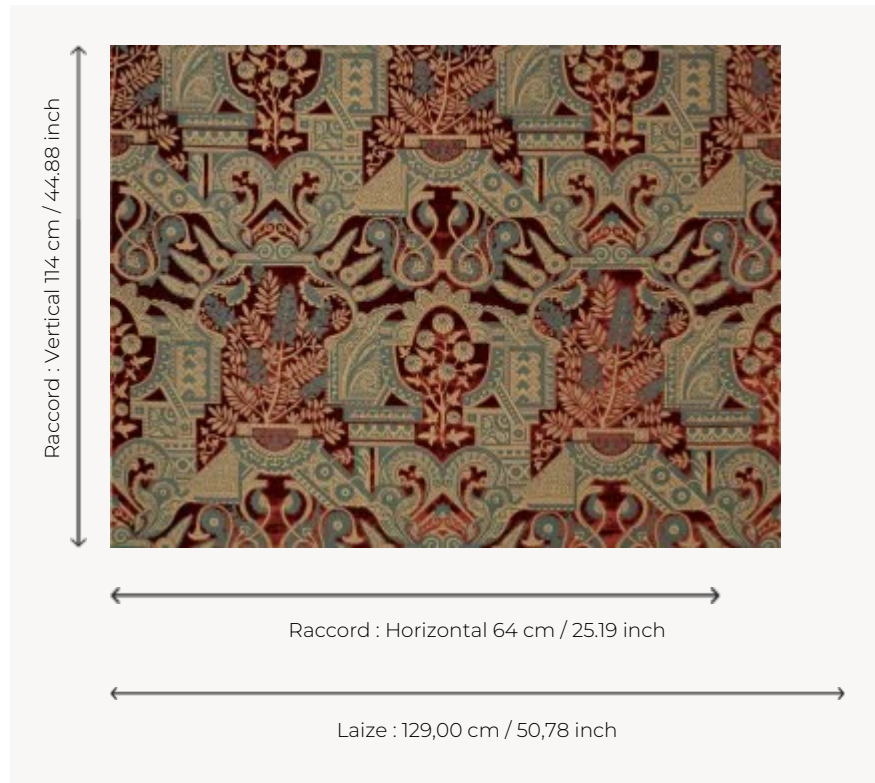 Raccord : Vertical 114 cm / 44.88 inch
Raccord : Horizontal 64 cm / 25.19 inch
Laize : 129,00 cm / 50,78 inch